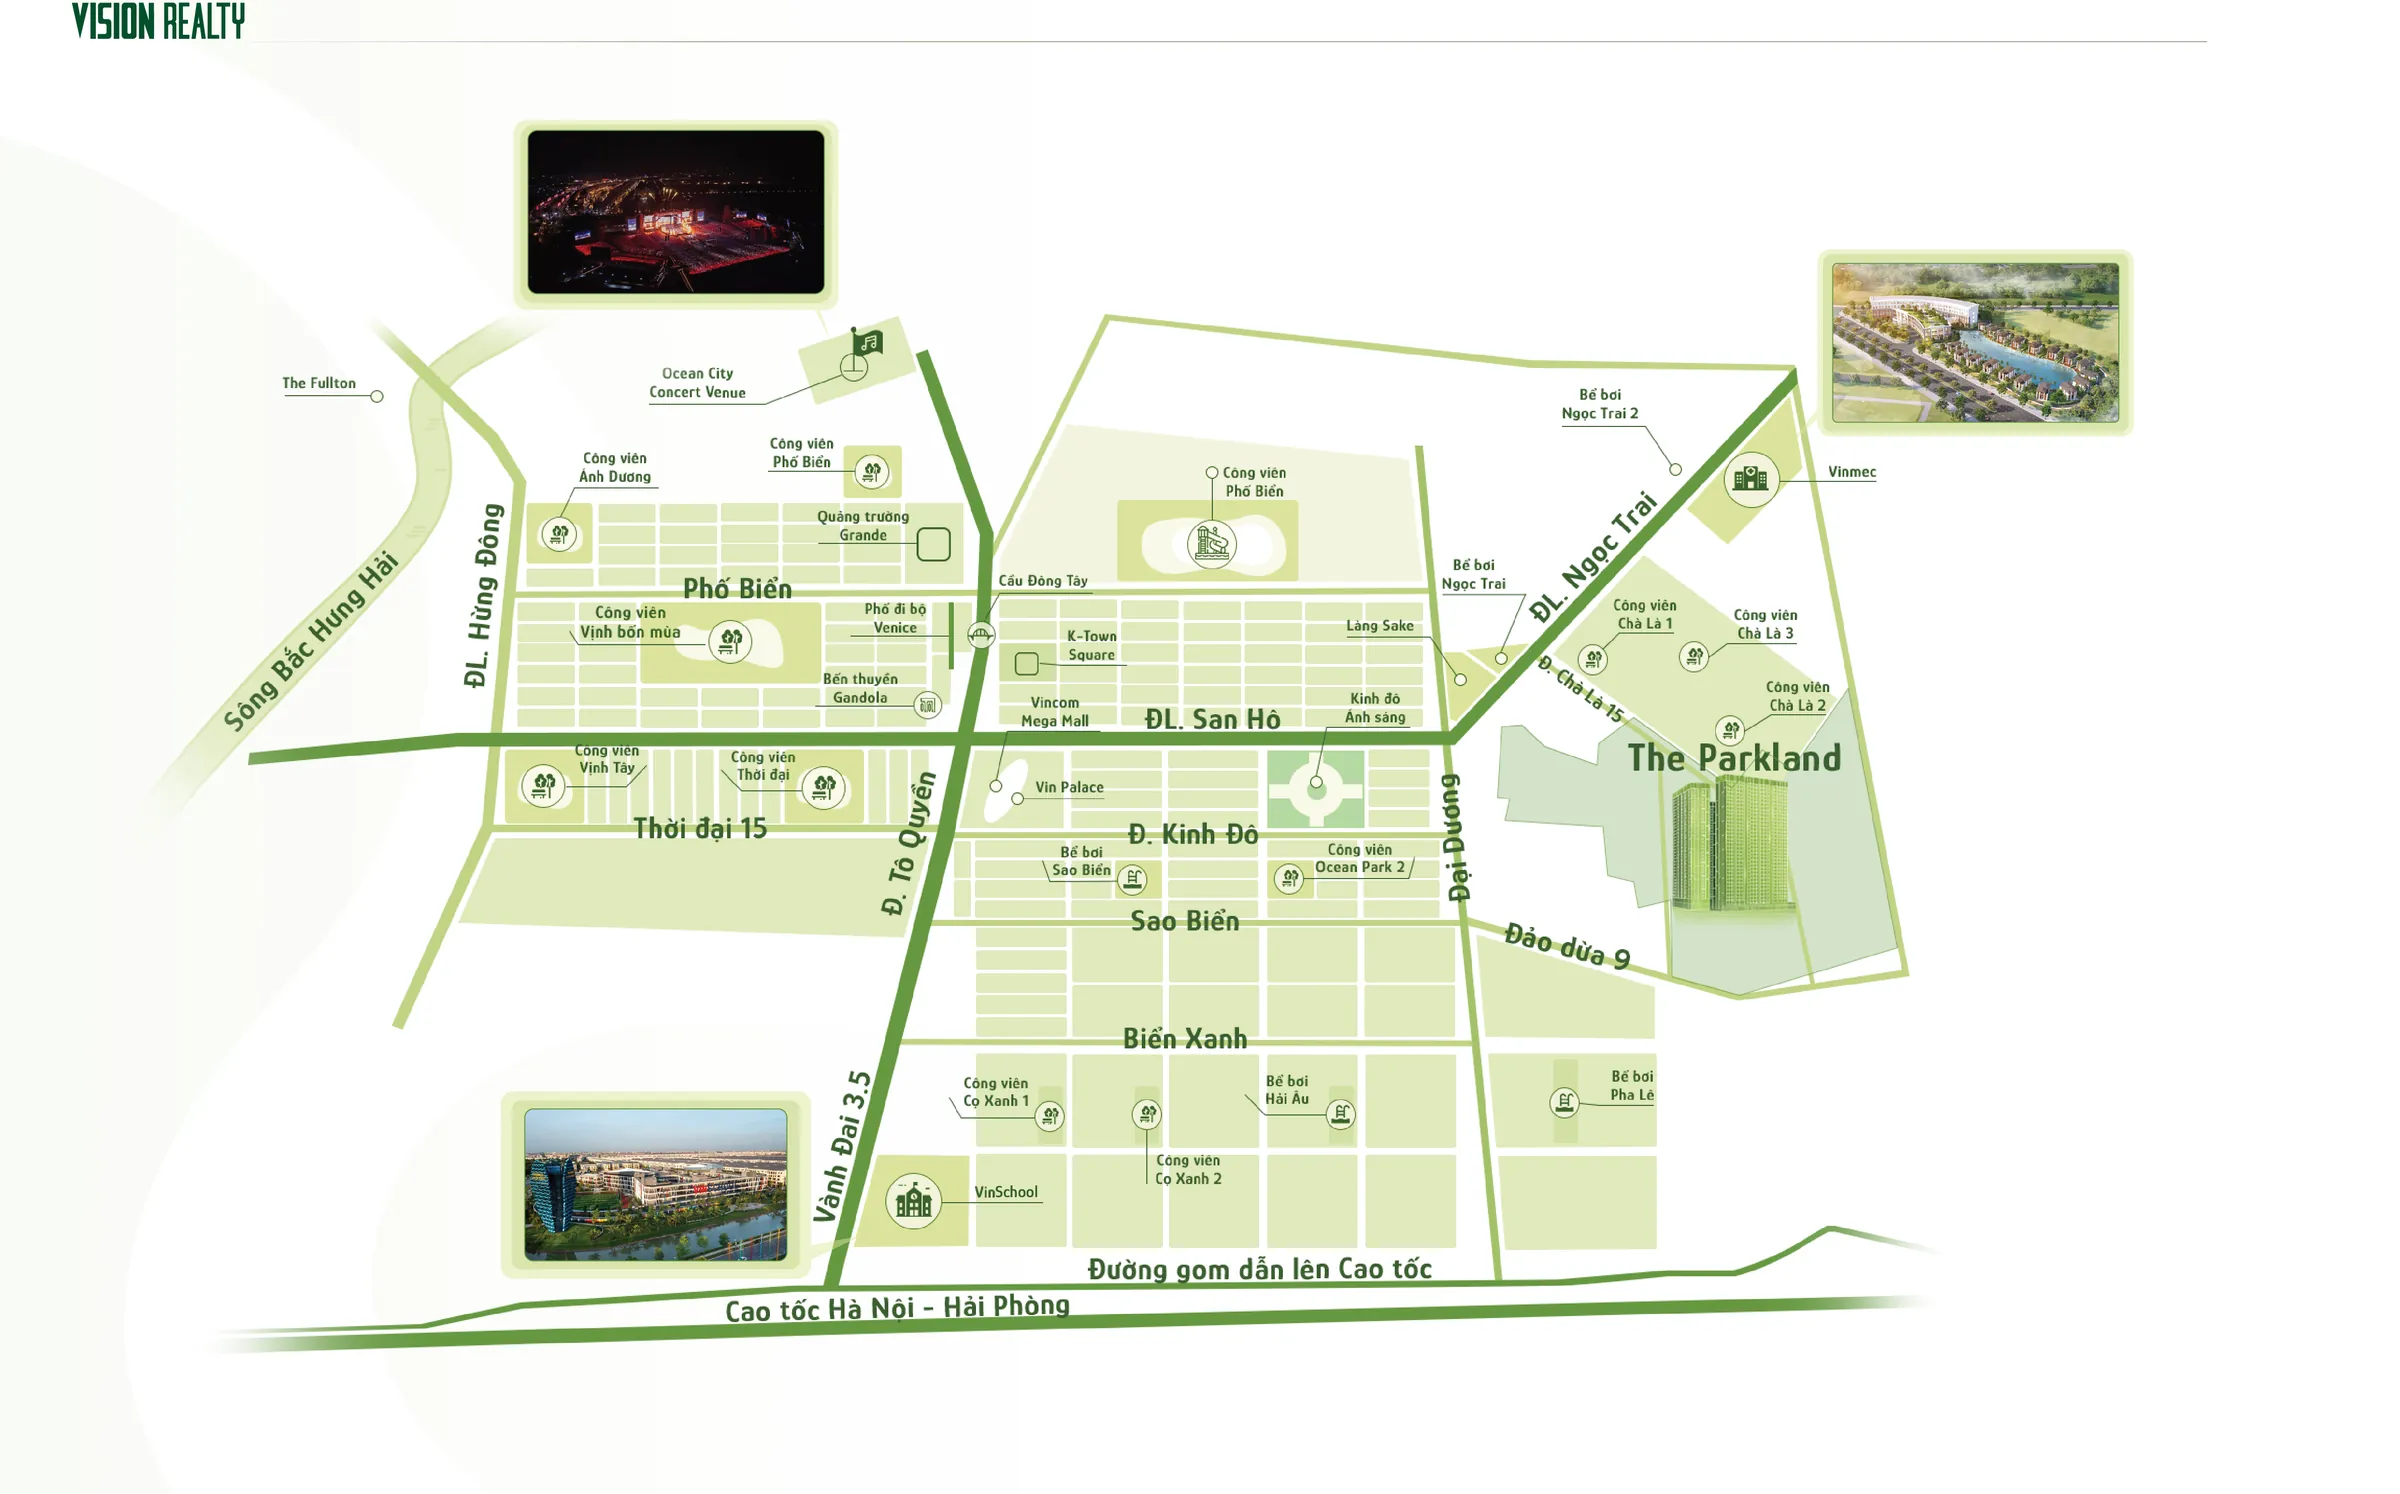 VISION REALTY
The Fullton
Ocean City
Concert Venue
Công viên
Phố Biển
Công viên
Ánh Dương
Quảng trường
Grande
ĐL. Hừng Đông
Sông Bắc Hưng Hải
Phố Biển
Công viên
Vịnh bốn mùa
Phố đi bộ
Venice
Bến thuyền
Gandola
Cầu Đông Tây
K-Town
Square
Vincom
Mega Mall
Công viên
Phố Biển
Bể bơi
Ngọc Trai 2
Vinmec
ĐL. Ngọc Trai
Bể bơi
Ngọc Trai
Làng Sake
Công viên
Chà Là 1
Công viên
Chà Là 3
Công viên
Chà Là 2
Đ. Chà Là 15
The Parkland
Kinh đô
Ánh sáng
ĐL. San Hô
Công viên
Vịnh Tây
Công viên
Thời đại
Thời đại 15
Đ. Tô Quyền
Vin Palace
Đ. Kinh Đô
Bể bơi
Sao Biển
Công viên
Ocean Park 2
Đại Dương
Sao Biển
Đảo dừa 9
Biển Xanh
Vành Đai 3.5
Công viên
Cọ Xanh 1
Công viên
Cọ Xanh 2
Bể bơi
Hải Âu
Bể bơi
Pha Lê
VinSchool
Đường gom dẫn lên Cao tốc
Cao tốc Hà Nội - Hải Phòng